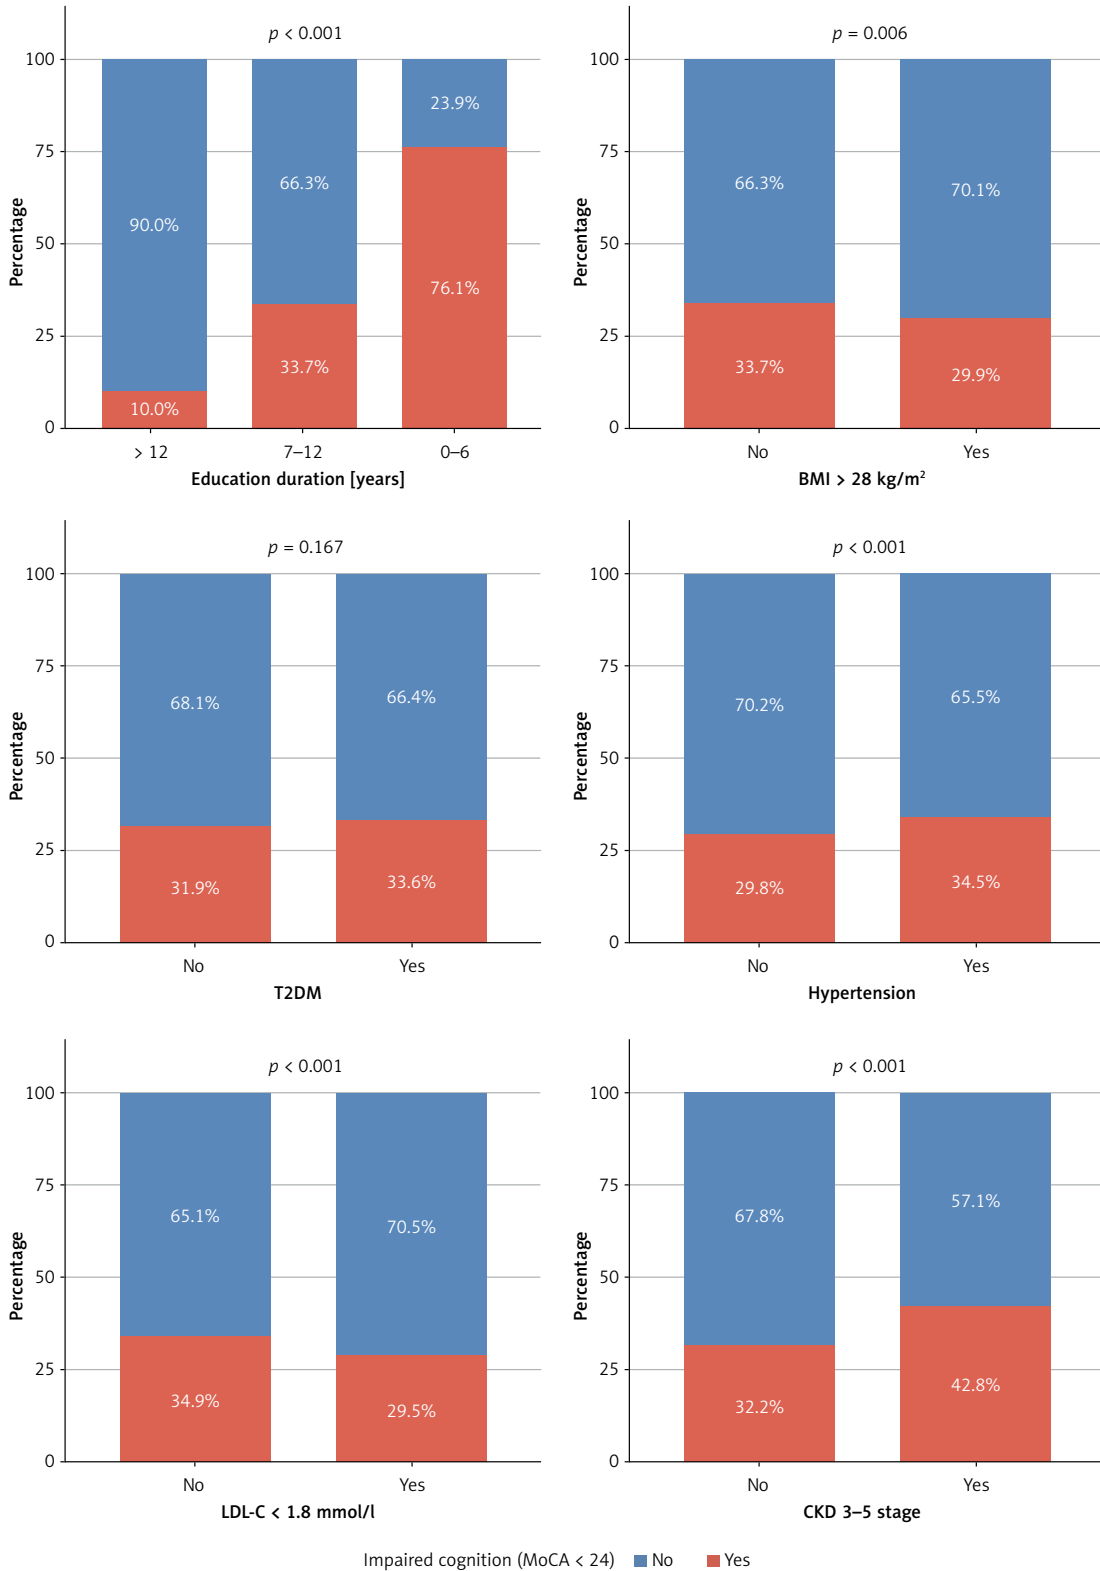 p < 0.001
100
75
50
25
0
Percentage
90.0%
10.0%
66.3%
33.7%
23.9%
76.1%
> 12
7–12
0–6
Education duration [years]
p = 0.006
100
75
50
25
0
Percentage
66.3%
33.7%
70.1%
29.9%
No
Yes
BMI > 28 kg/m²
p = 0.167
100
75
50
25
0
Percentage
68.1%
31.9%
66.4%
33.6%
No
Yes
T2DM
p < 0.001
100
75
50
25
0
Percentage
70.2%
29.8%
65.5%
34.5%
No
Yes
Hypertension
p < 0.001
100
75
50
25
0
Percentage
65.1%
34.9%
70.5%
29.5%
No
Yes
LDL-C < 1.8 mmol/l
p < 0.001
100
75
50
25
0
Percentage
67.8%
32.2%
57.1%
42.8%
No
Yes
CKD 3–5 stage
Impaired cognition (MoCA < 24) No Yes